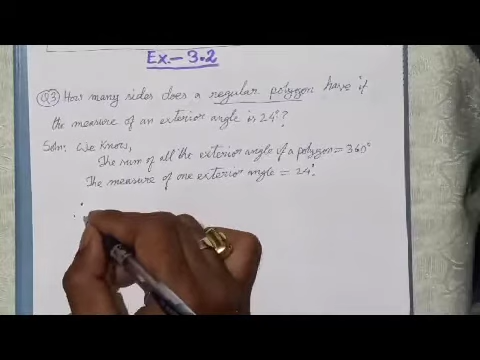 Ex.- 3.2
Q3) How many sides does a regular polygon have if
the measure of an exterior angle is 24°?
Soln: We know,
The sum of all the exterior angle if a polygon = 360°
The measure of one exterior angle = 24°.
∴